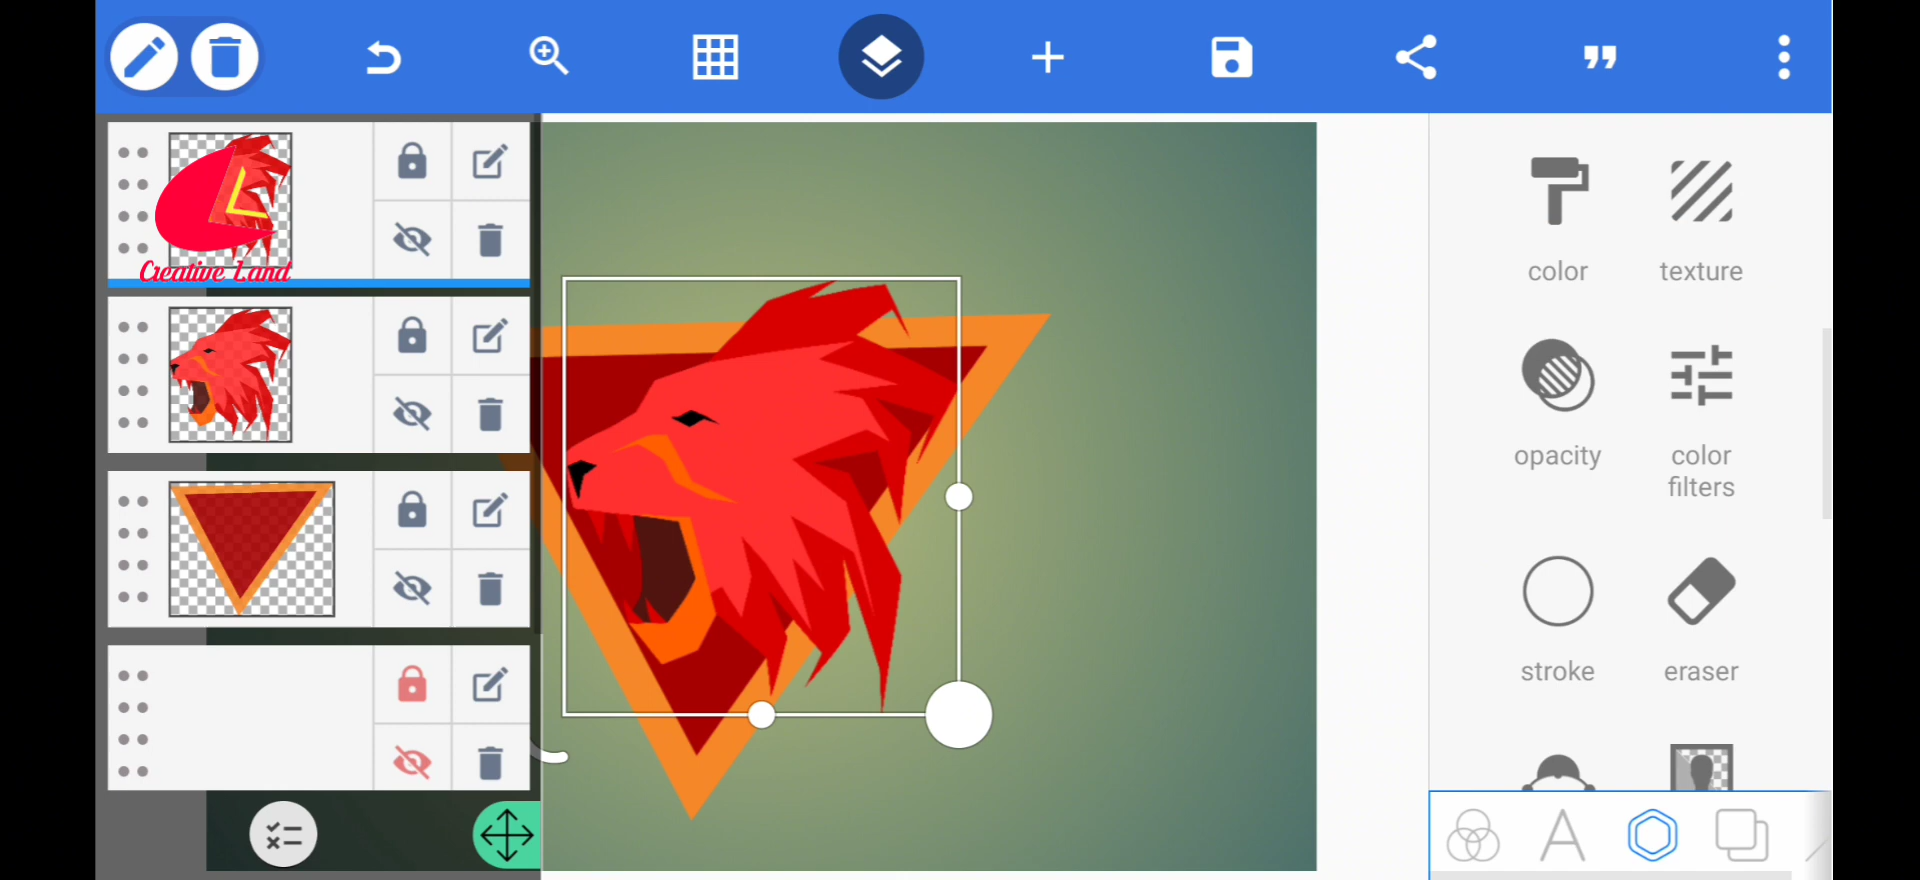 Creative Land
color
texture
opacity
color
filters
stroke
eraser